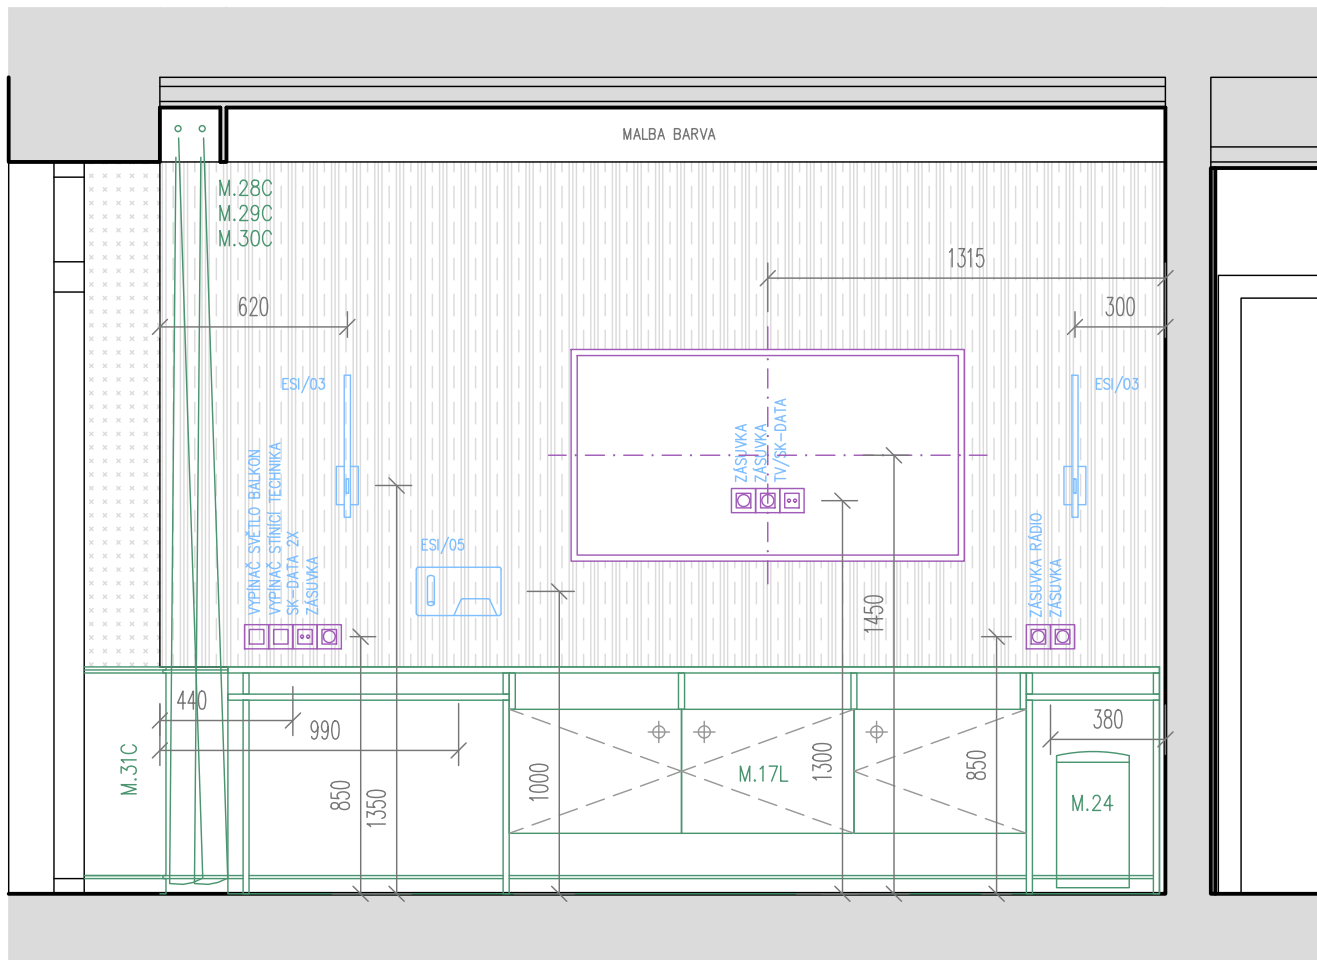 MALBA BARVA
M.28C
M.29C
M.30C
1315
620
300
ESI/03
ESI/03
VYPÍNAČ SVĚTLO BALKON
VYPÍNAČ STÍNÍCÍ TECHNIKA
SK-DATA 2X
ZÁSUVKA
ESI/05
ZÁSUVKA
ZÁSUVKA
TV/SK-DATA
ZÁSUVKA RÁDIO
ZÁSUVKA
1450
440
990
380
M.31C
850
1350
1000
M.17L
1300
850
M.24